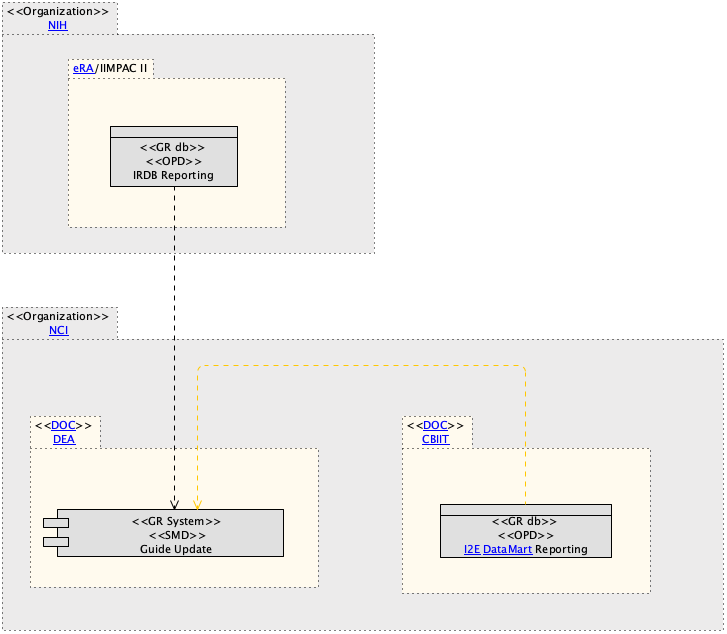 <<Organization>>
NIH
eRA/IIMPAC II
<<GR db>>
<<OPD>>
IRDB Reporting
<<Organization>>
NCI
<<DOC>>
DEA
<<DOC>>
CBIIT
<<GR System>>
<<SMD>>
Guide Update
<<GR db>>
<<OPD>>
I2E DataMart Reporting